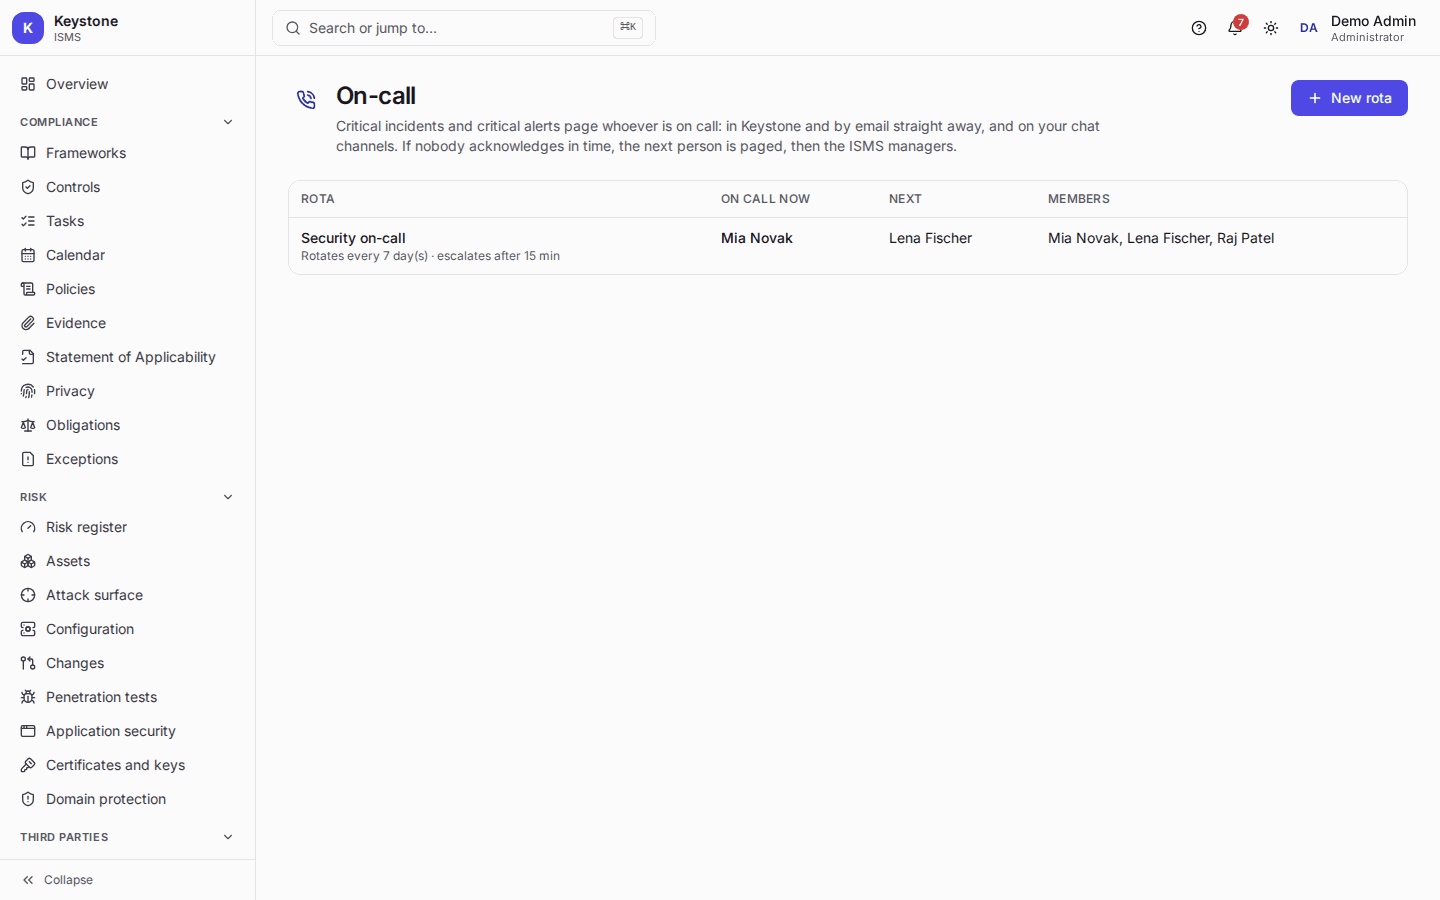 K
Keystone
ISMS
Search or jump to...
⌘K
7
DA
Demo Admin
Administrator
Overview
COMPLIANCE
Frameworks
Controls
Tasks
Calendar
Policies
Evidence
Statement of Applicability
Privacy
Obligations
Exceptions
RISK
Risk register
Assets
Attack surface
Configuration
Changes
Penetration tests
Application security
Certificates and keys
Domain protection
THIRD PARTIES
Collapse
On-call
Critical incidents and critical alerts page whoever is on call: in Keystone and by email straight away, and on your chat
channels. If nobody acknowledges in time, the next person is paged, then the ISMS managers.
New rota
ROTA ON CALL NOW NEXT MEMBERS
Security on-call Mia Novak Lena Fischer Mia Novak, Lena Fischer, Raj Patel
Rotates every 7 day(s) · escalates after 15 min